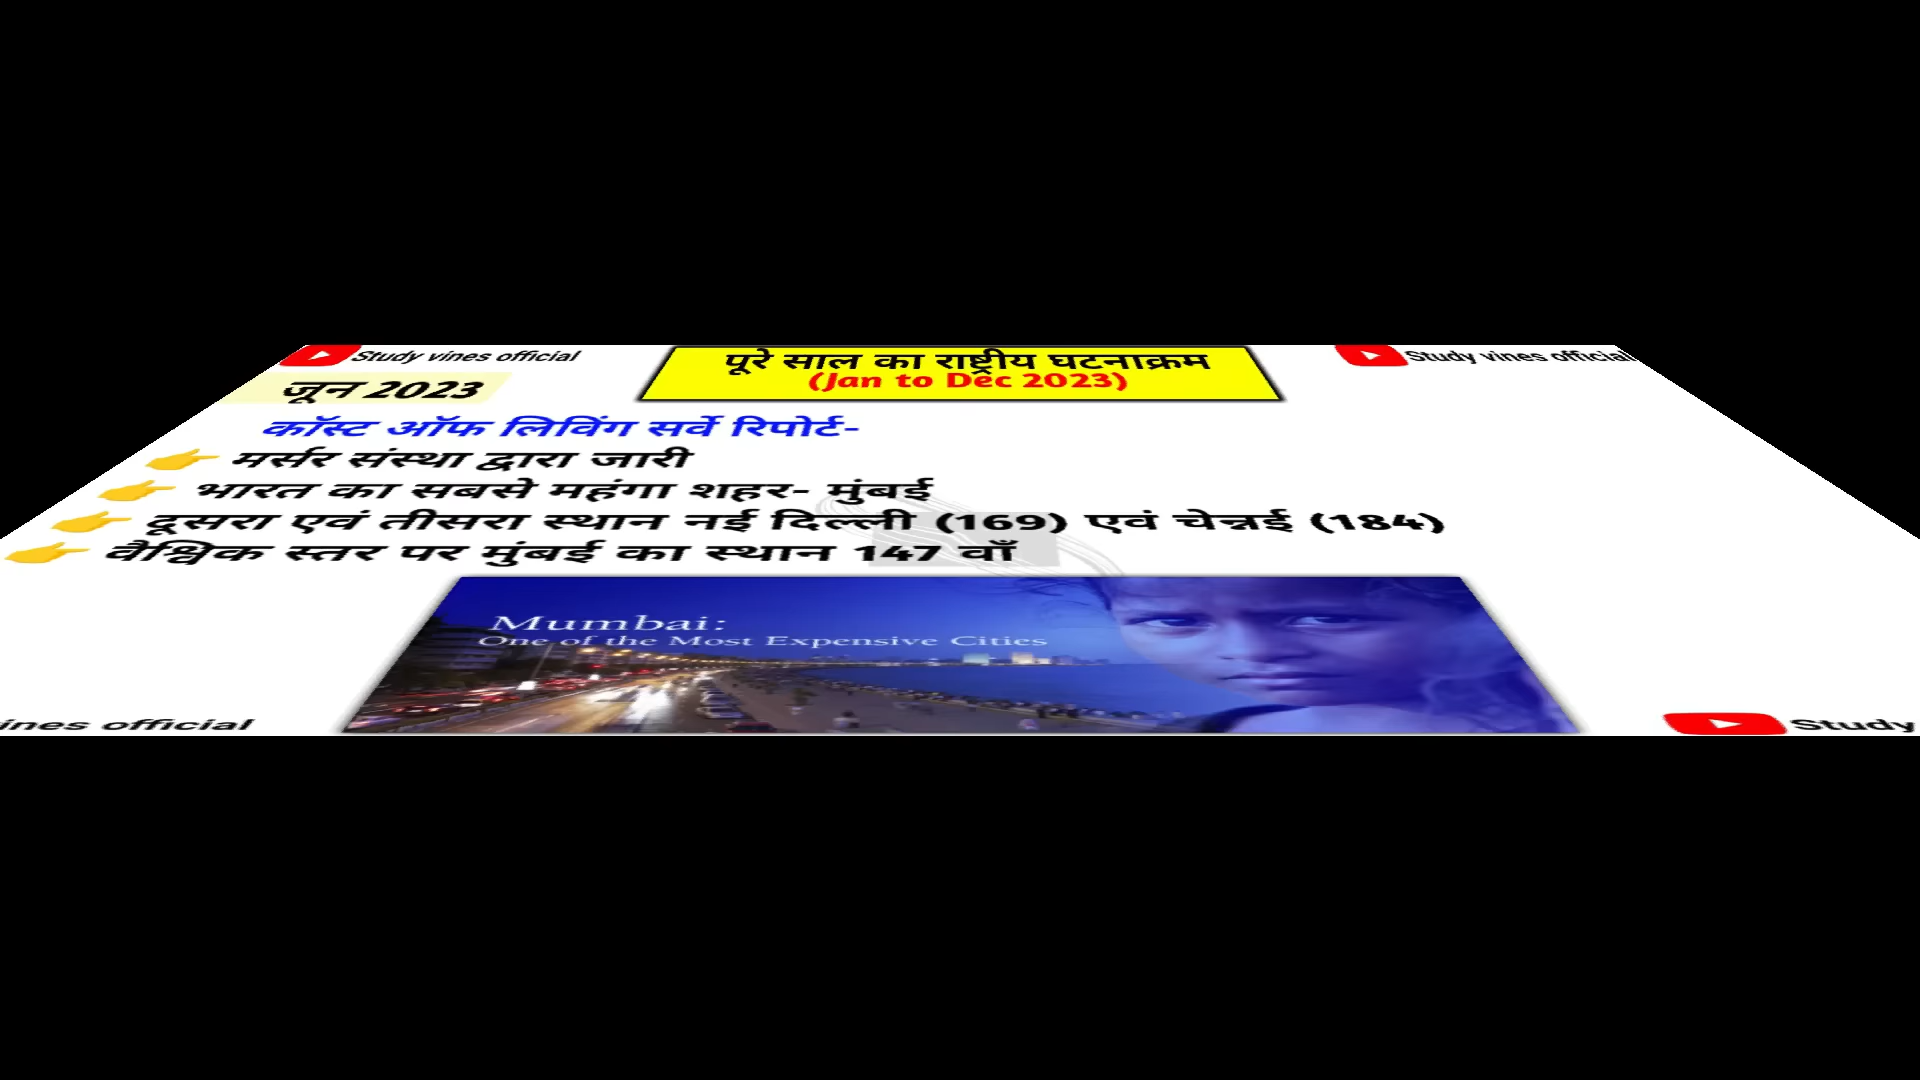 Study vines official
पूरे साल का राष्ट्रीय घटनाक्रम
(Jan to Dec 2023)
Study vines official
जून 2023
कॉस्ट ऑफ लिविंग सर्वे रिपोर्ट-
👉 मर्सर संस्था द्वारा जारी
👉 भारत का सबसे महंगा शहर- मुंबई
👉 दूसरा एवं तीसरा स्थान नई दिल्ली (169) एवं चेन्नई (184)
👉 वैश्विक स्तर पर मुंबई का स्थान 147 वाँ
Mumbai:
One of the Most Expensive Cities
ines official
Study